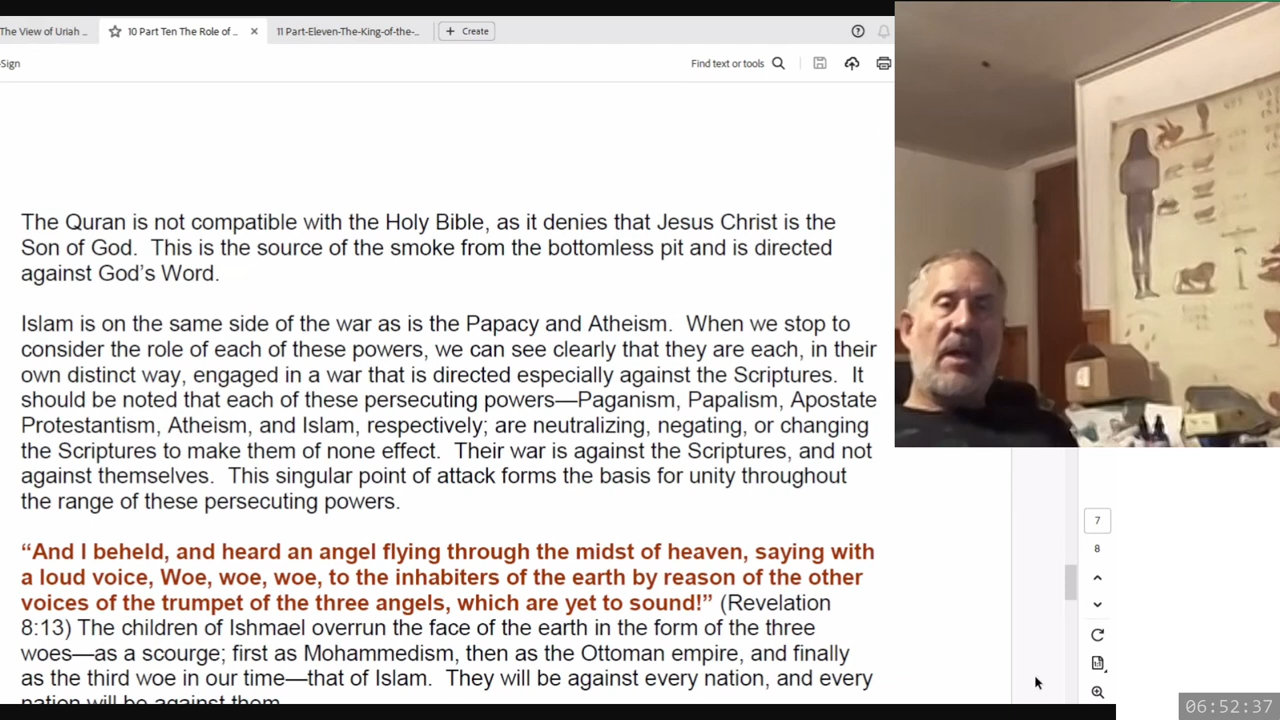 The View of Uriah ..
10 Part Ten The Role of ..
11 Part-Eleven-The-King-of-the-..
Create
-Sign
Find text or tools
The Quran is not compatible with the Holy Bible, as it denies that Jesus Christ is the
Son of God.  This is the source of the smoke from the bottomless pit and is directed
against God’s Word.
Islam is on the same side of the war as is the Papacy and Atheism.  When we stop to
consider the role of each of these powers, we can see clearly that they are each, in their
own distinct way, engaged in a war that is directed especially against the Scriptures.  It
should be noted that each of these persecuting powers—Paganism, Papalism, Apostate
Protestantism, Atheism, and Islam, respectively; are neutralizing, negating, or changing
the Scriptures to make them of none effect.  Their war is against the Scriptures, and not
against themselves.  This singular point of attack forms the basis for unity throughout
the range of these persecuting powers.
“And I beheld, and heard an angel flying through the midst of heaven, saying with
a loud voice, Woe, woe, woe, to the inhabiters of the earth by reason of the other
voices of the trumpet of the three angels, which are yet to sound!” (Revelation
8:13) The children of Ishmael overrun the face of the earth in the form of the three
woes—as a scourge; first as Mohammedism, then as the Ottoman empire, and finally
as the third woe in our time—that of Islam.  They will be against every nation, and every
nation will be against them.
7
8
06:52:37